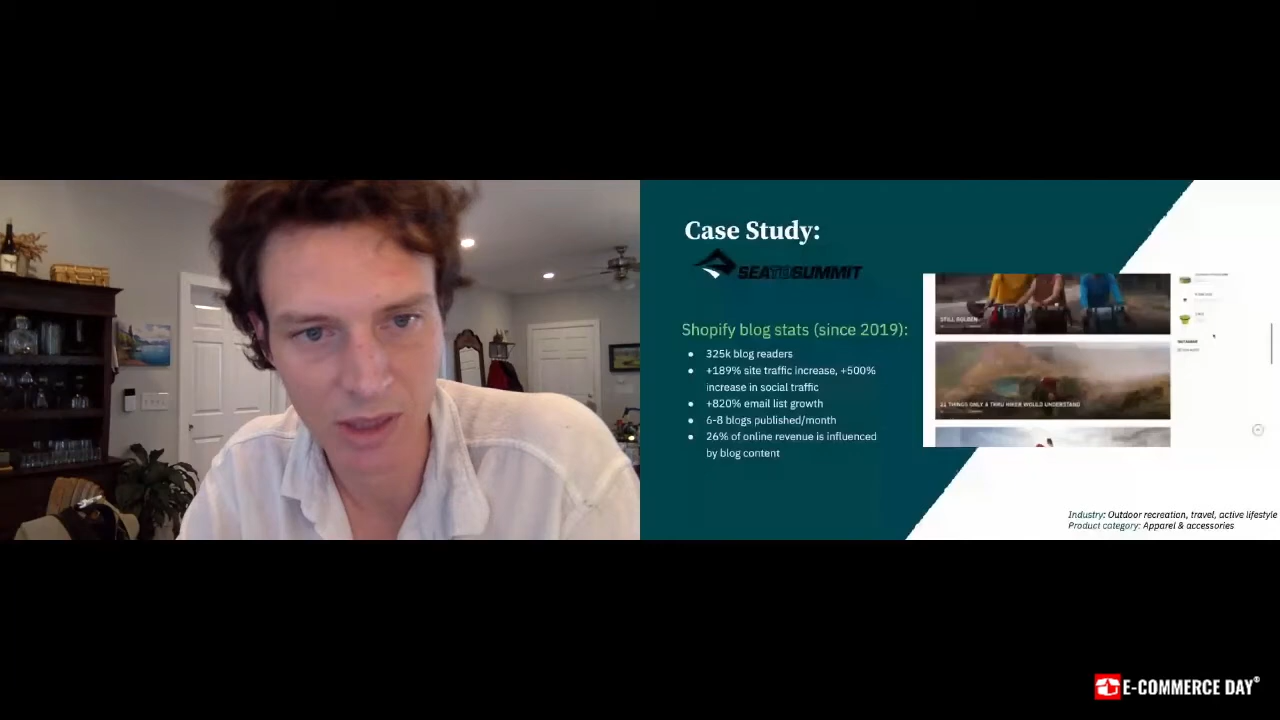 Case Study:
SEA TO SUMMIT
Shopify blog stats (since 2019):
325k blog readers
+189% site traffic increase, +500%
increase in social traffic
+820% email list growth
6-8 blogs published/month
26% of online revenue is influenced
by blog content
STILL GOLDEN
21 THINGS ONLY A THRU HIKER WOULD UNDERSTAND
INSTAGRAM
Industry: Outdoor recreation, travel, active lifestyle
Product category: Apparel & accessories
E-COMMERCE DAY®